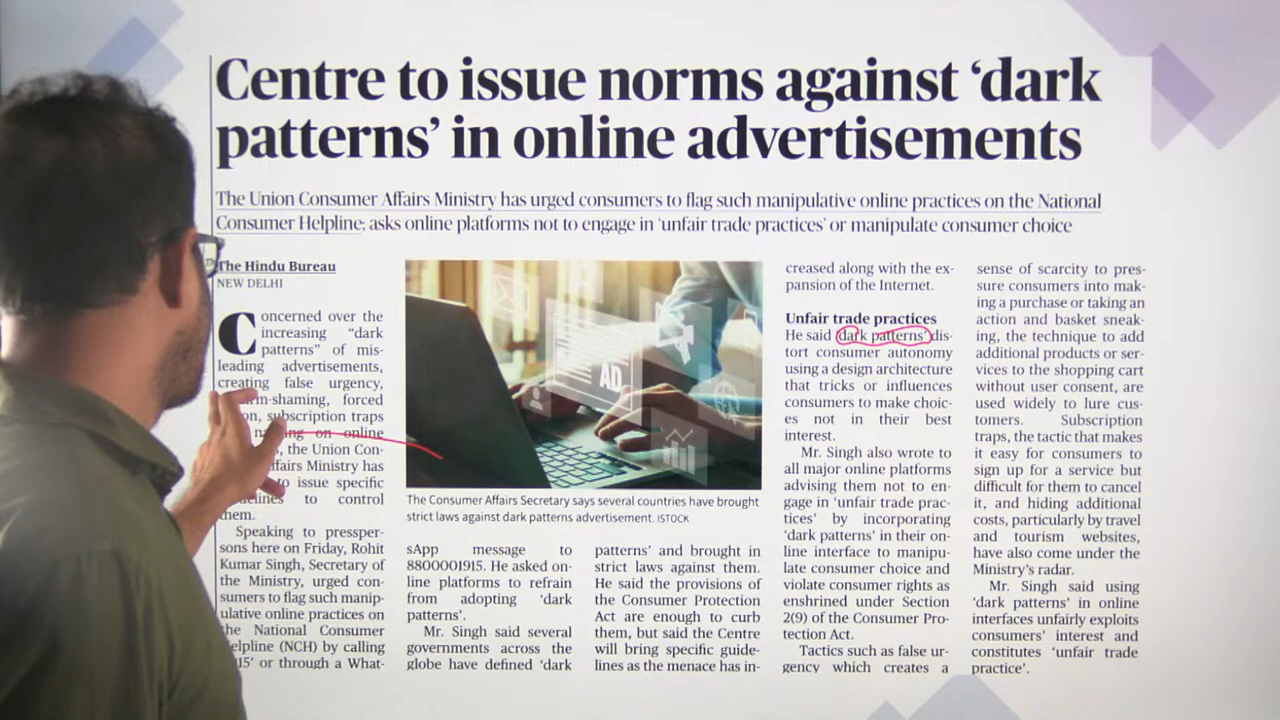 Centre to issue norms against ‘dark
patterns’ in online advertisements
The Union Consumer Affairs Ministry has urged consumers to flag such manipulative online practices on the National
Consumer Helpline; asks online platforms not to engage in ‘unfair trade practices’ or manipulate consumer choice
The Hindu Bureau
NEW DELHI
Concerned over the
increasing “dark
patterns” of mis-
leading advertisements,
creating false urgency,
forced
subscription traps
on online
the Union Con-
Ministry has
to issue specific
to control
them.
Speaking to pressper-
sons here on Friday, Rohit
Kumar Singh, Secretary of
the Ministry, urged con-
sumers to flag such manip-
ulative online practices on
the National Consumer
(NCH) by calling
or through a What-
AD
The Consumer Affairs Secretary says several countries have brought
strict laws against dark patterns advertisement. ISTOCK
sApp message to
8800001915. He asked on-
line platforms to refrain
from adopting ‘dark
patterns’.
Mr. Singh said several
governments across the
globe have defined ‘dark
patterns’ and brought in
strict laws against them.
He said the provisions of
the Consumer Protection
Act are enough to curb
them, but said the Centre
will bring specific guide-
lines as the menace has in-
creased along with the ex-
pansion of the Internet.
Unfair trade practices
He said ‘dark patterns’ dis-
tort consumer autonomy
using a design architecture
that tricks or influences
consumers to make choic-
es not in their best
interest.
Mr. Singh also wrote to
all major online platforms
advising them not to en-
gage in ‘unfair trade prac-
tices’ by incorporating
‘dark patterns’ in their on-
line interface to manipu-
late consumer choice and
violate consumer rights as
enshrined under Section
2(9) of the Consumer Pro-
tection Act.
Tactics such as false ur-
gency which creates a
sense of scarcity to pres-
sure consumers into mak-
ing a purchase or taking an
action and basket sneak-
ing, the technique to add
additional products or ser-
vices to the shopping cart
without user consent, are
used widely to lure cus-
tomers. Subscription
traps, the tactic that makes
it easy for consumers to
sign up for a service but
difficult for them to cancel
it, and hiding additional
costs, particularly by travel
and tourism websites,
have also come under the
Ministry’s radar.
Mr. Singh said using
‘dark patterns’ in online
interfaces unfairly exploits
consumers’ interest and
constitutes ‘unfair trade
practice’.